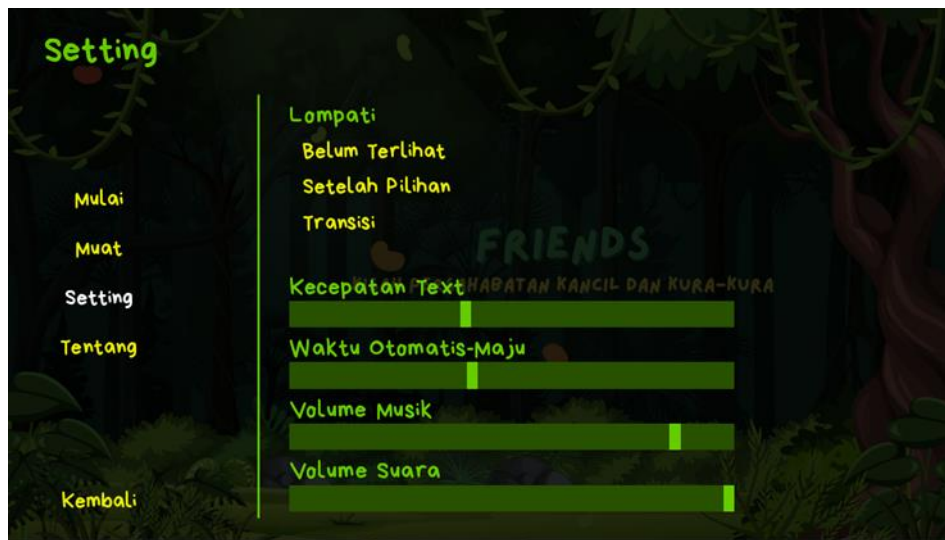 Setting
Mulai
Muat
Setting
Tentang
Kembali
Lompati
Belum Terlihat
Setelah Pilihan
Transisi
FRIENDS
KANCIL DAN KURA-KURA
Kecepatan Text
Waktu Otomatis-Maju
Volume Musik
Volume Suara